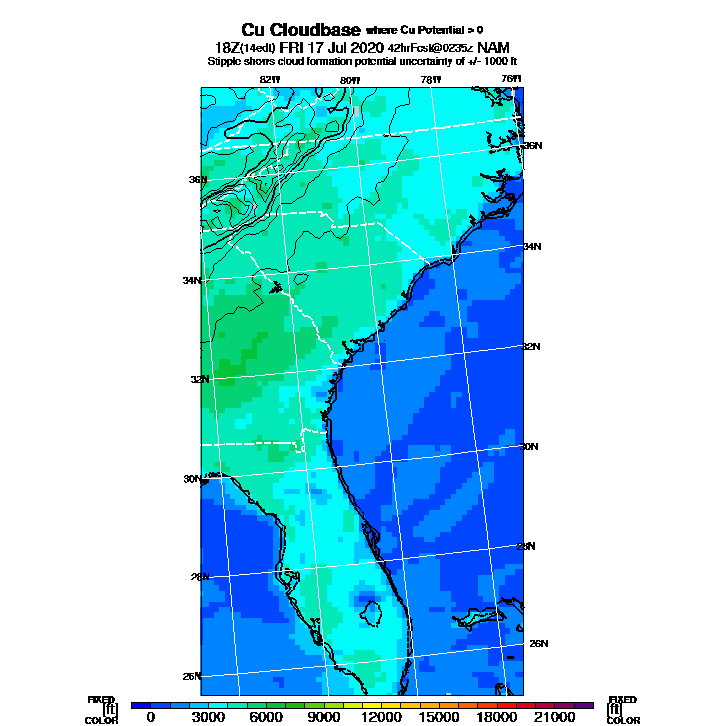 Cu Cloudbase where Cu Potential > 0
18Z(14edt) FRI 17 Jul 2020 42hrFcst@0235z NAM
Stipple shows cloud formation potential uncertainty of +/- 1000 ft
82W 80W 78W 76W
36N
36N
34N
34N
32N
32N
30N
30N
28N
28N
26N
26N
FIXED FIXED
[ft] 0 3000 6000 9000 12000 15000 18000 21000 [ft]
COLOR COLOR